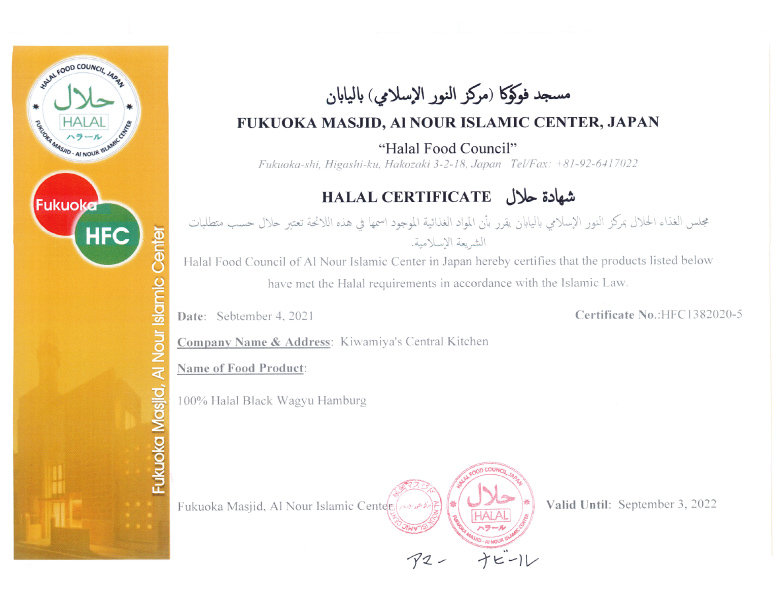 HALAL FOOD COUNCIL, JAPAN
حلال
HALAL
ハラール
FUKUOKA MASJID - Al NOUR ISLAMIC CENTER
Fukuoka
HFC
Fukuoka Masjid, Al Nour Islamic Center
مسجد فوكوكا (مركز النور الإسلامي) باليابان
FUKUOKA MASJID, Al NOUR ISLAMIC CENTER, JAPAN
“Halal Food Council”
Fukuoka-shi, Higashi-ku, Hakozaki 3-2-18, Japan Tel/Fax: +81-92-6417022
HALAL CERTIFICATE شهادة حلال
مجلس الغذاء الحلال بمركز النور الإسلامي باليابان يقرر بأن المواد الغذائية الموجود اسمها في هذه اللائحة تعتبر حلال حسب متطلبات
الشريعة الإسلامية.
Halal Food Council of Al Nour Islamic Center in Japan hereby certifies that the products listed below
have met the Halal requirements in accordance with the Islamic Law.
Date: Sebtember 4, 2021 Certificate No.:HFC1382020-5
Company Name & Address: Kiwamiya's Central Kitchen
Name of Food Product:
100% Halal Black Wagyu Hamburg
Fukuoka Masjid, Al Nour Islamic Center
HALAL FOOD COUNCIL, JAPAN
حلال
HALAL
ハラール
FUKUOKA MASJID - Al NOUR ISLAMIC CENTER
Valid Until: September 3, 2022
アマー ナビール